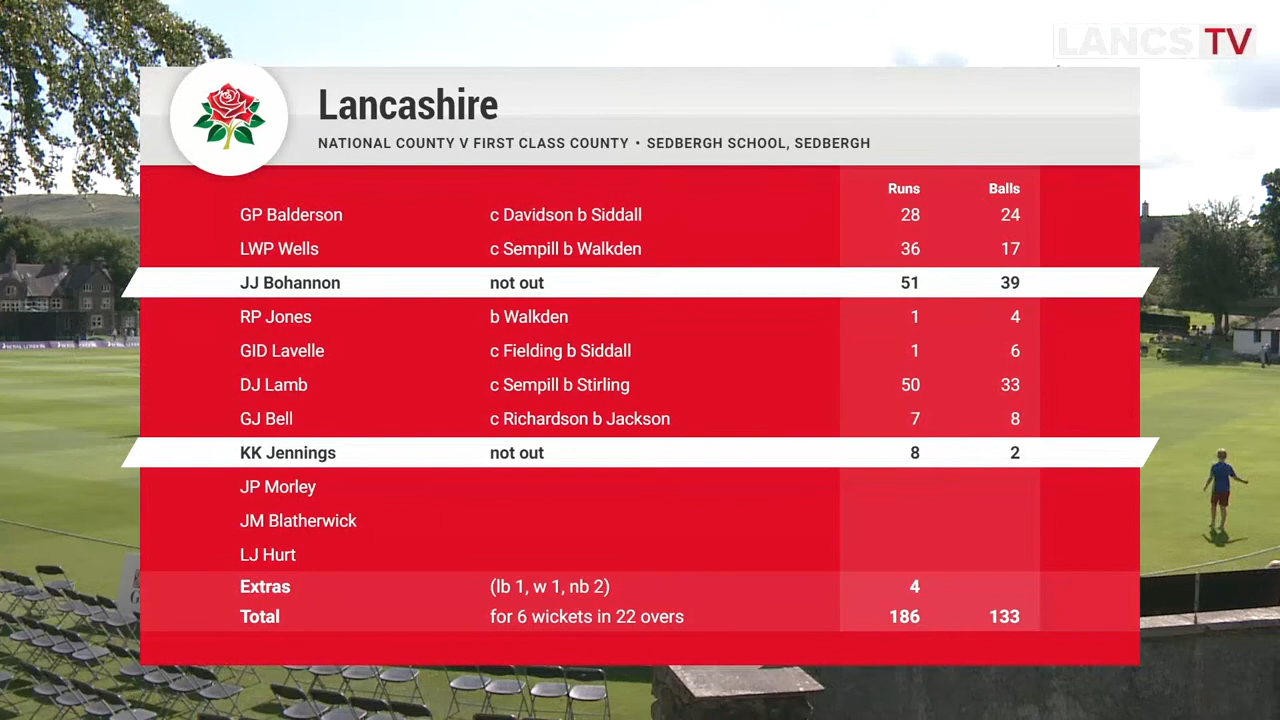 LANCS TV
Lancashire
NATIONAL COUNTY V FIRST CLASS COUNTY • SEDBERGH SCHOOL, SEDBERGH
Runs Balls
GP Balderson c Davidson b Siddall 28 24
LWP Wells c Sempill b Walkden 36 17
JJ Bohannon not out 51 39
RP Jones b Walkden 1 4
GID Lavelle c Fielding b Siddall 1 6
DJ Lamb c Sempill b Stirling 50 33
GJ Bell c Richardson b Jackson 7 8
KK Jennings not out 8 2
JP Morley
JM Blatherwick
LJ Hurt
Extras (lb 1, w 1, nb 2) 4
Total for 6 wickets in 22 overs 186 133